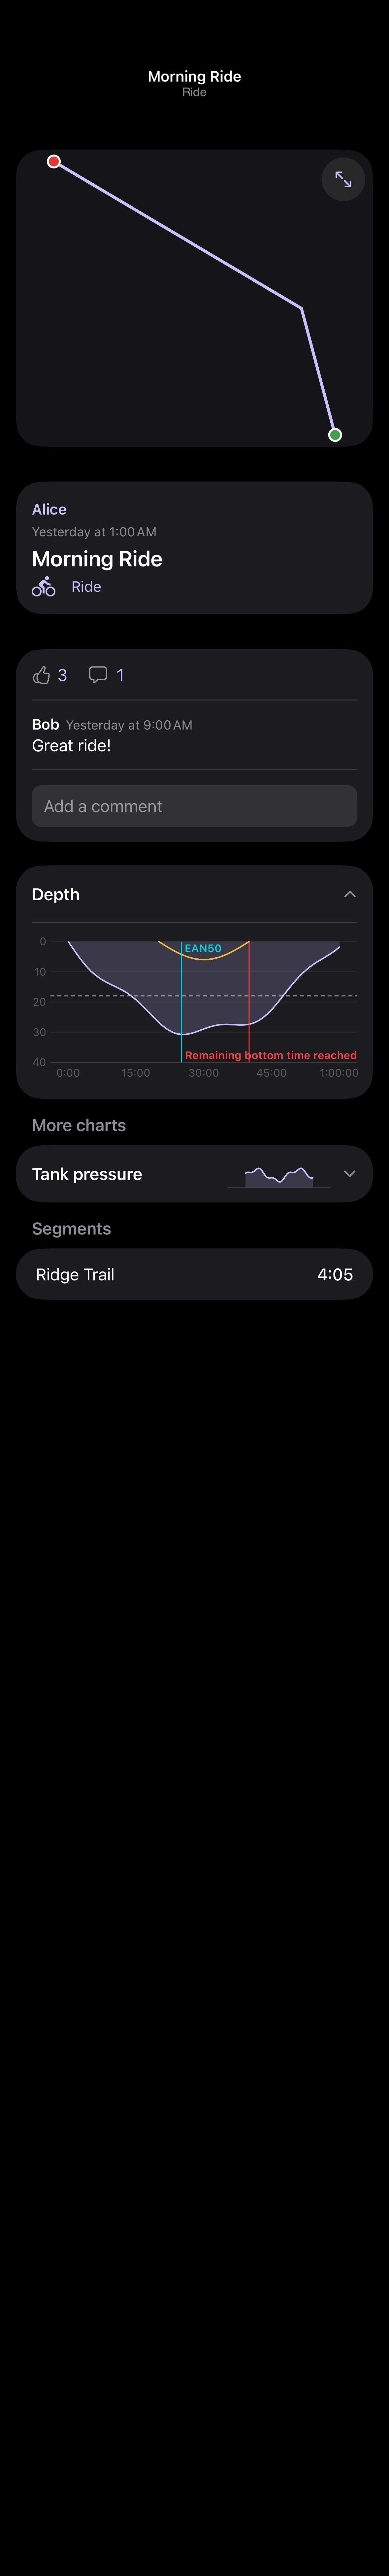 Morning Ride
Ride
Alice
Yesterday at 1:00 AM
Morning Ride
Ride
3 1
Bob Yesterday at 9:00 AM
Great ride!
Add a comment
Depth
0
EAN50
10
20
30
Remaining bottom time reached
40
0:00 15:00 30:00 45:00 1:00:00
More charts
Tank pressure
Segments
Ridge Trail 4:05